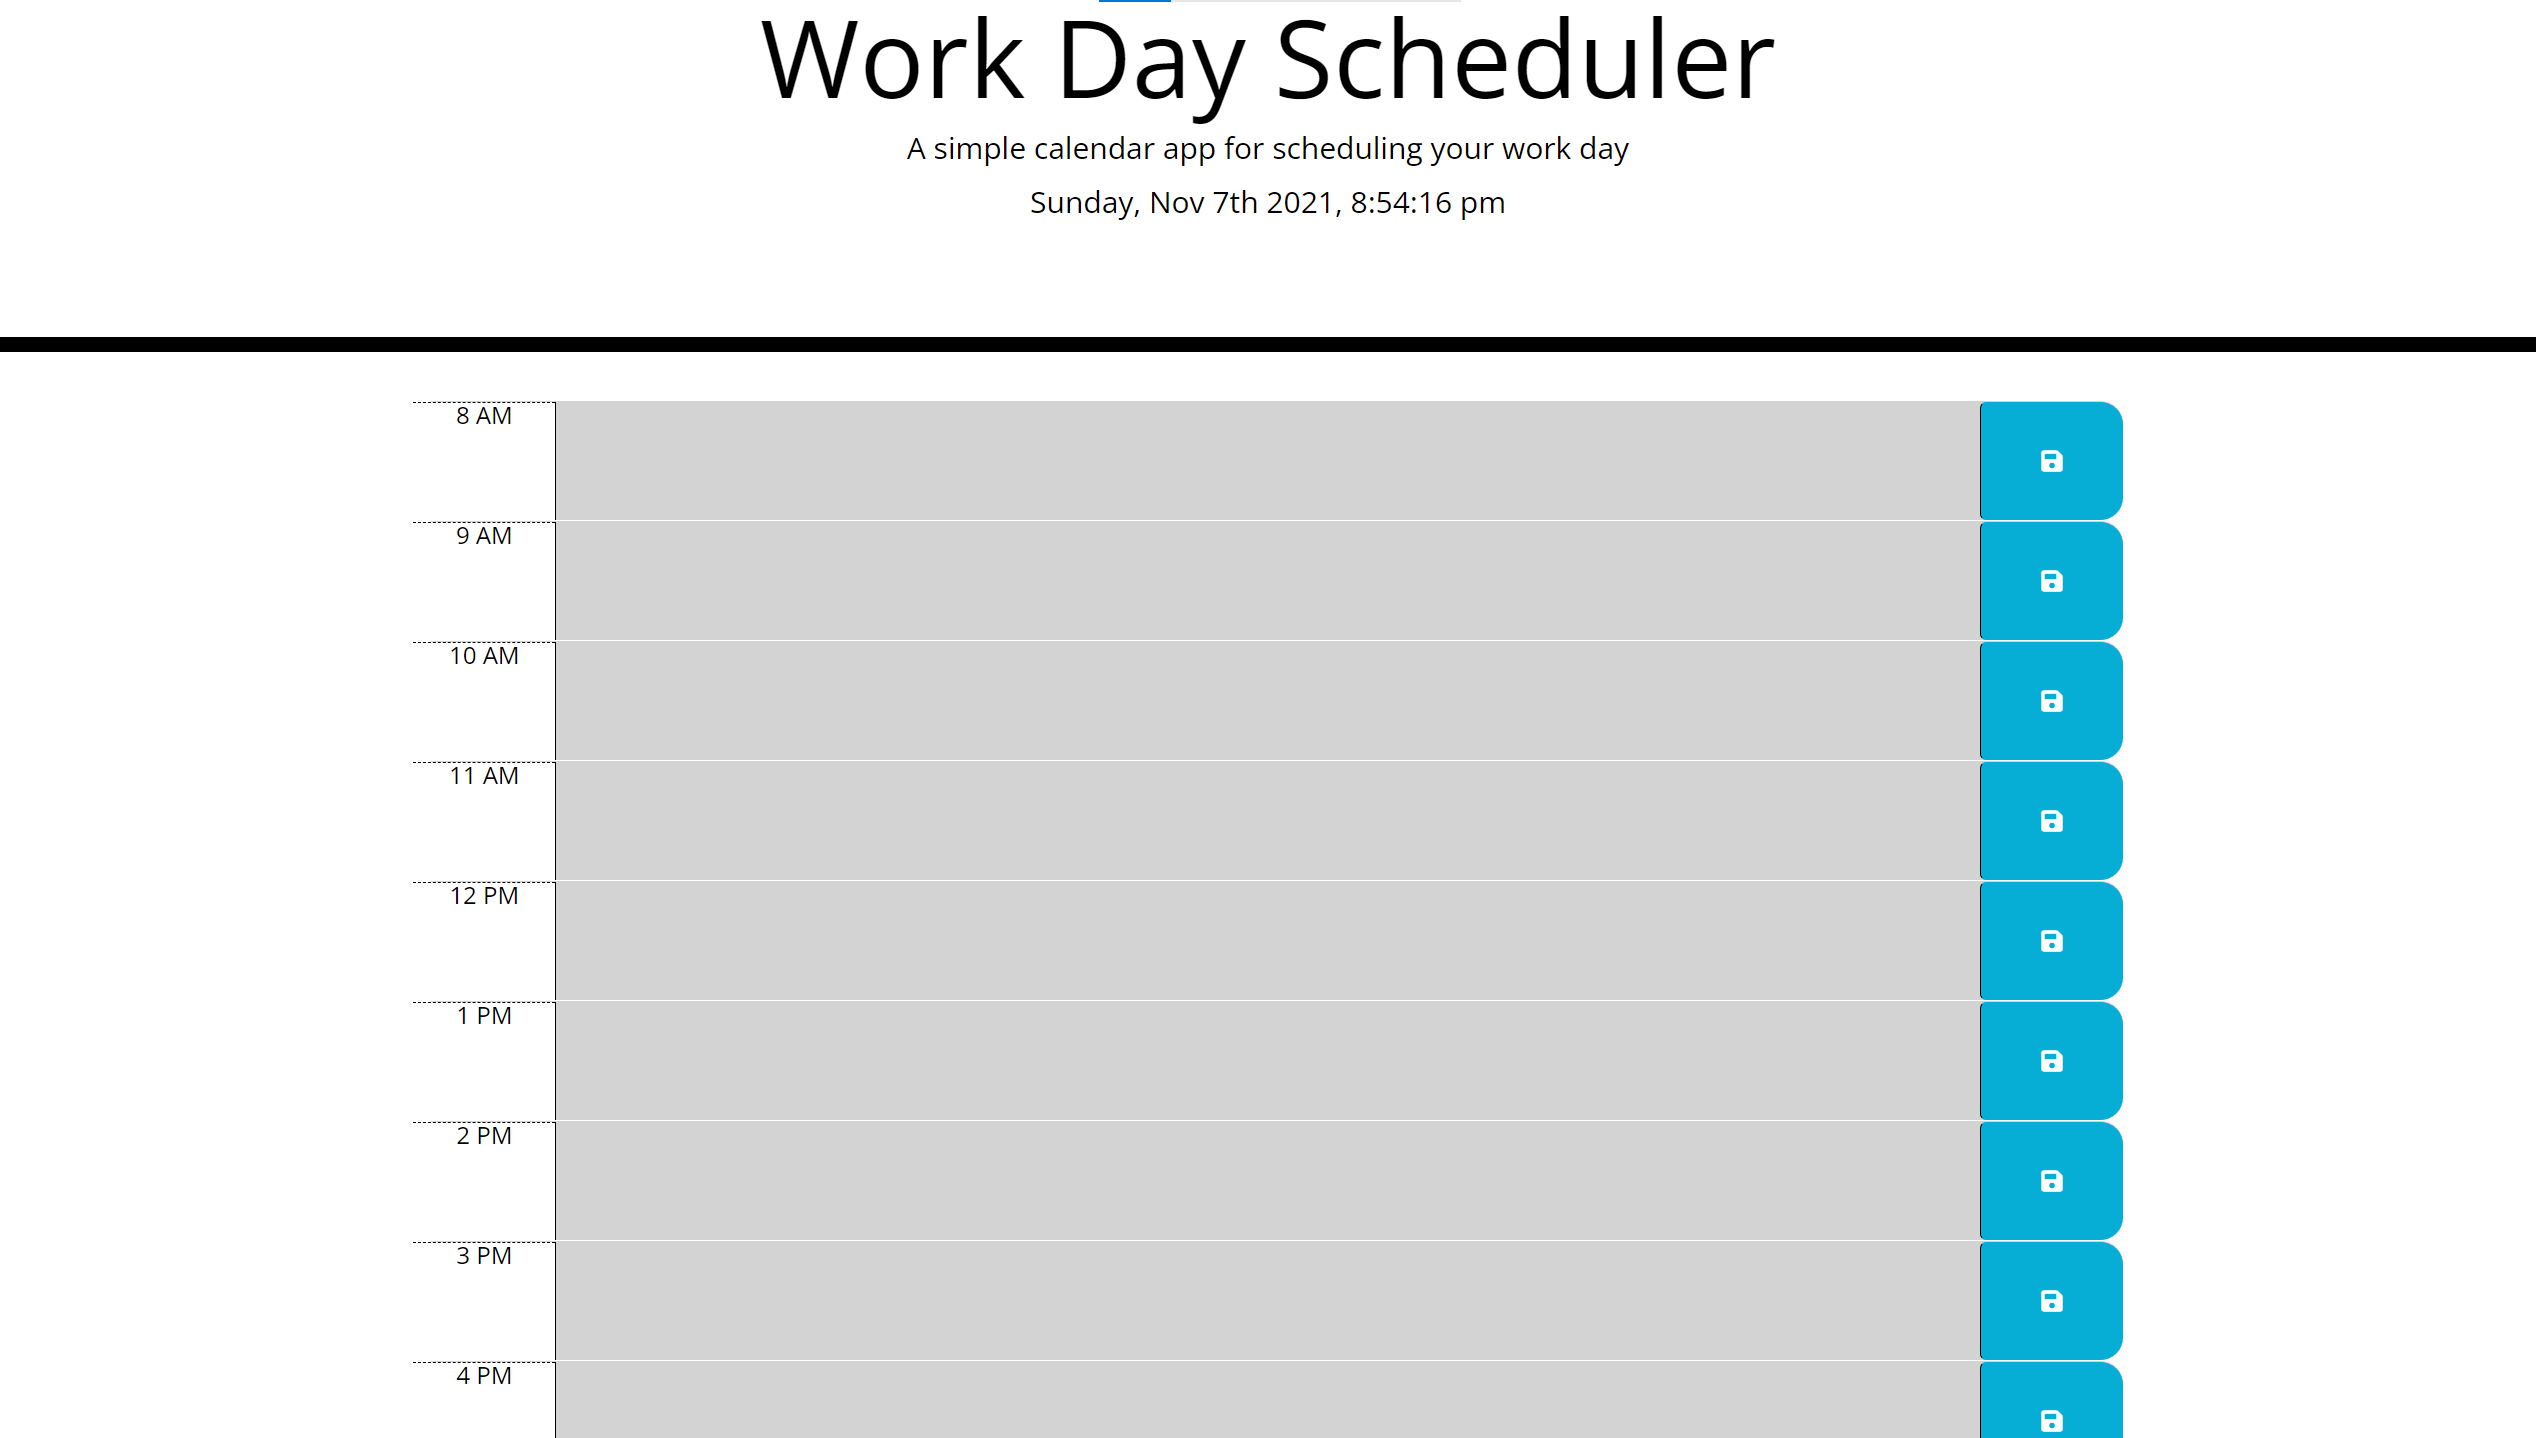 Work Day Scheduler
A simple calendar app for scheduling your work day
Sunday, Nov 7th 2021, 8:54:16 pm
8 AM
9 AM
10 AM
11 AM
12 PM
1 PM
2 PM
3 PM
4 PM